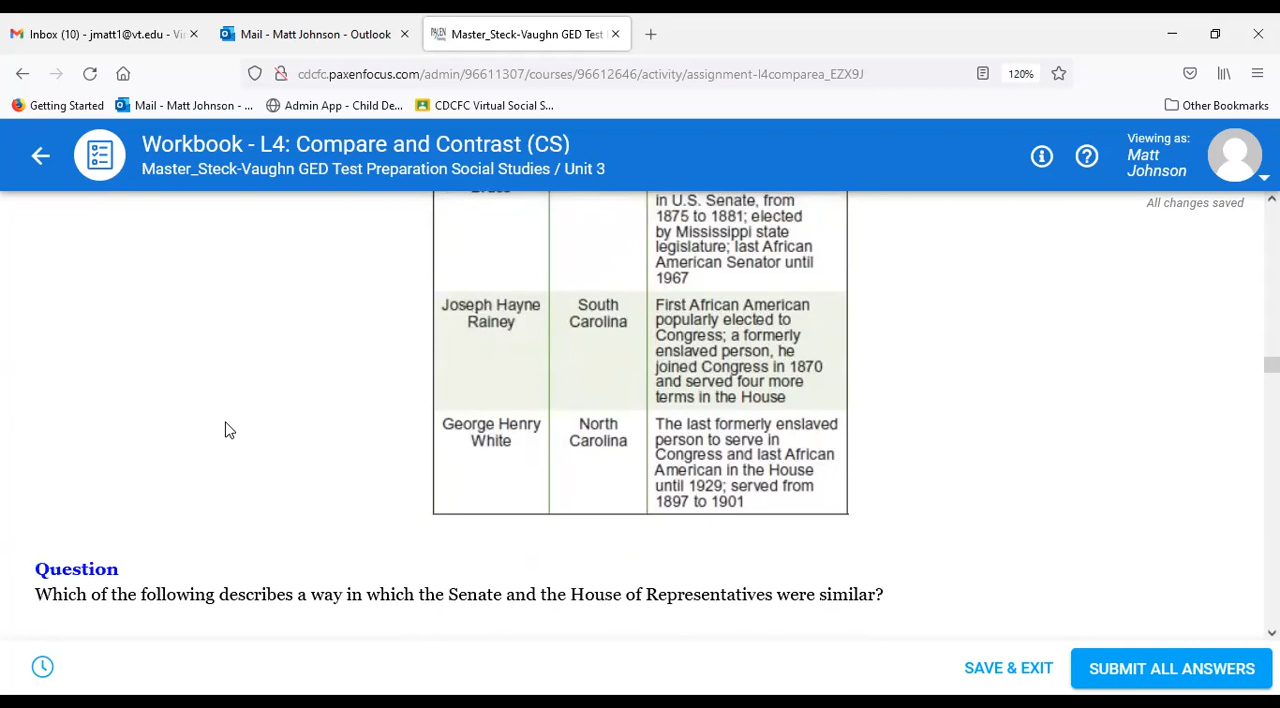 Inbox (10) - jmatt1@vt.edu - Vir
Mail - Matt Johnson - Outlook
PAXEN Master_Steck-Vaughn GED Test
cdcfc.paxenfocus.com/admin/96611307/courses/96612646/activity/assignment-l4comparea_EZX9J
120%
Getting Started
Mail - Matt Johnson - ...
Admin App - Child De...
CDCFC Virtual Social S...
Other Bookmarks
Workbook - L4: Compare and Contrast (CS)
Master_Steck-Vaughn GED Test Preparation Social Studies / Unit 3
Viewing as:
Matt
Johnson
All changes saved
in U.S. Senate, from
1875 to 1881; elected
by Mississippi state
legislature; last African
American Senator until
1967
Joseph Hayne
Rainey
South
Carolina
First African American
popularly elected to
Congress; a formerly
enslaved person, he
joined Congress in 1870
and served four more
terms in the House
George Henry
White
North
Carolina
The last formerly enslaved
person to serve in
Congress and last African
American in the House
until 1929; served from
1897 to 1901
Question
Which of the following describes a way in which the Senate and the House of Representatives were similar?
SAVE & EXIT
SUBMIT ALL ANSWERS